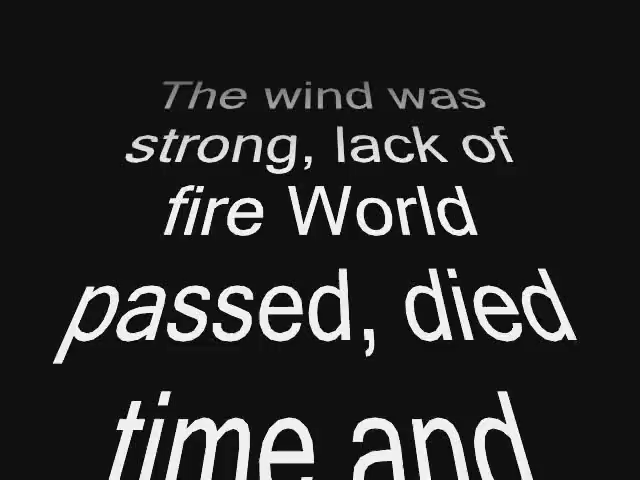 The wind was
strong, lack of
fire World
passed, died
time and